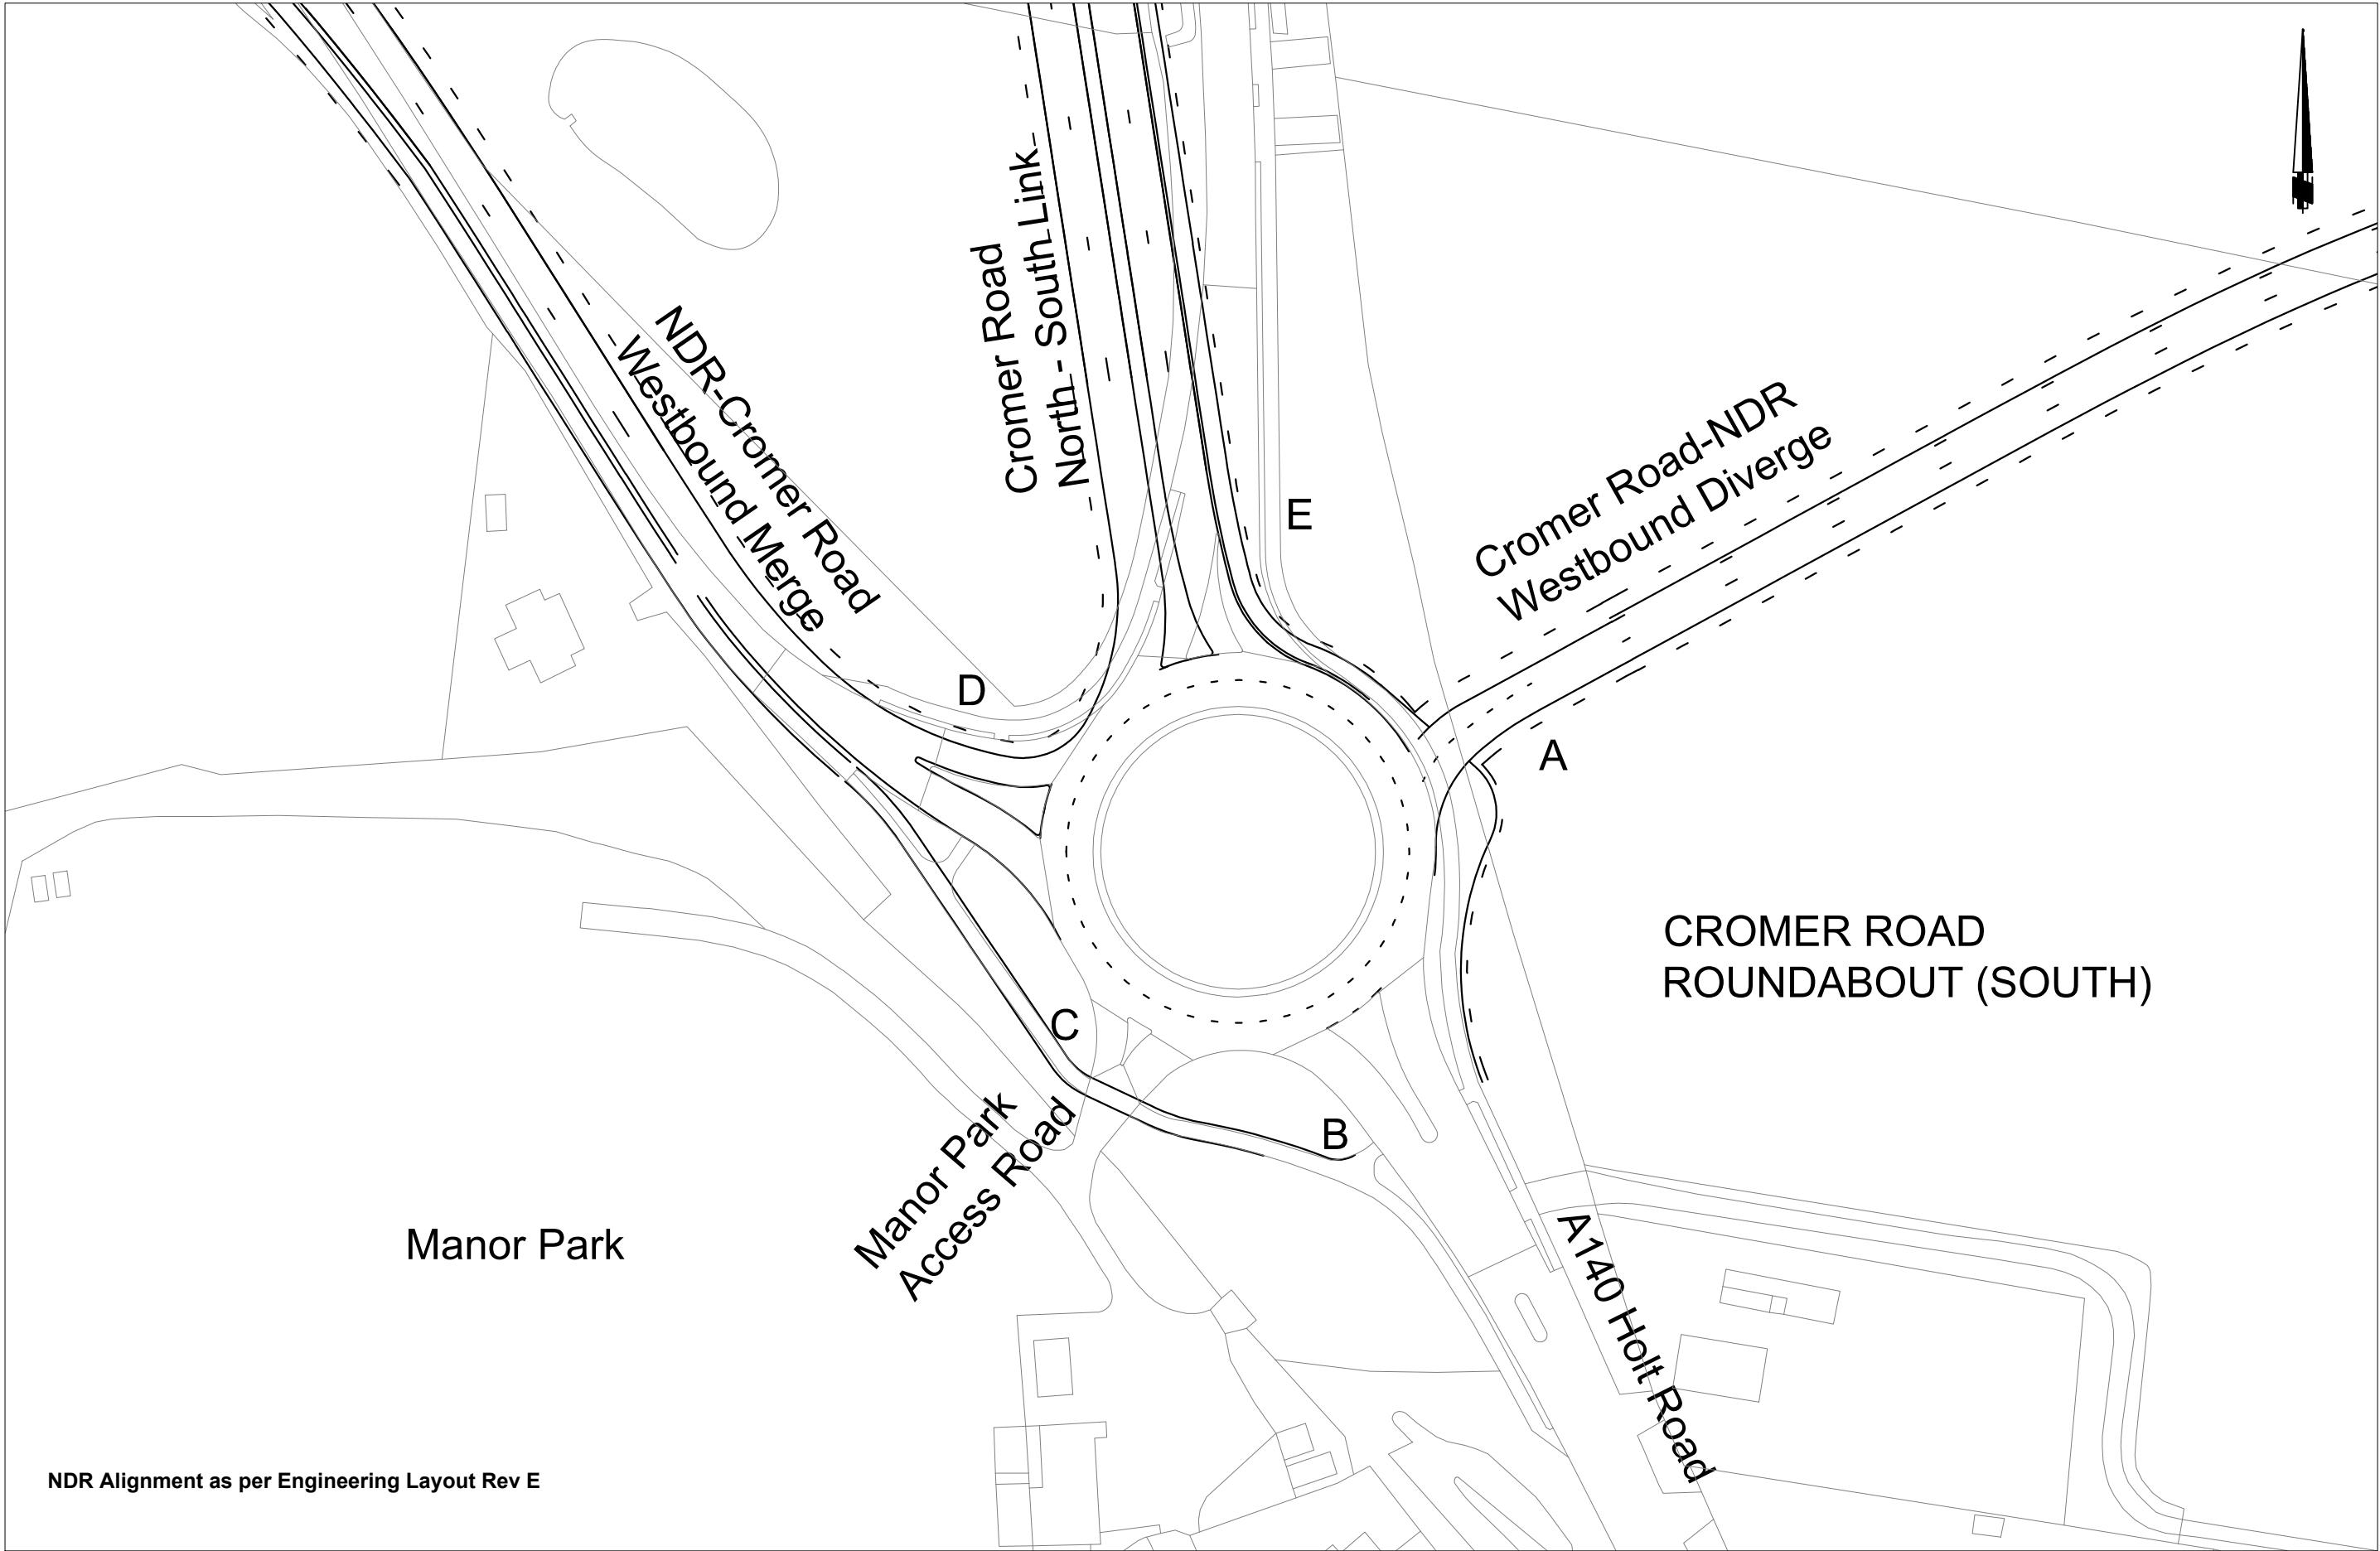 Cromer Road
North - South Link
NDR-Cromer Road
Westbound Merge
Cromer Road-NDR
Westbound Diverge
E
D
A
CROMER ROAD
ROUNDABOUT (SOUTH)
C
B
Manor Park
Access Road
Manor Park
A140 Holt Road
NDR Alignment as per Engineering Layout Rev E